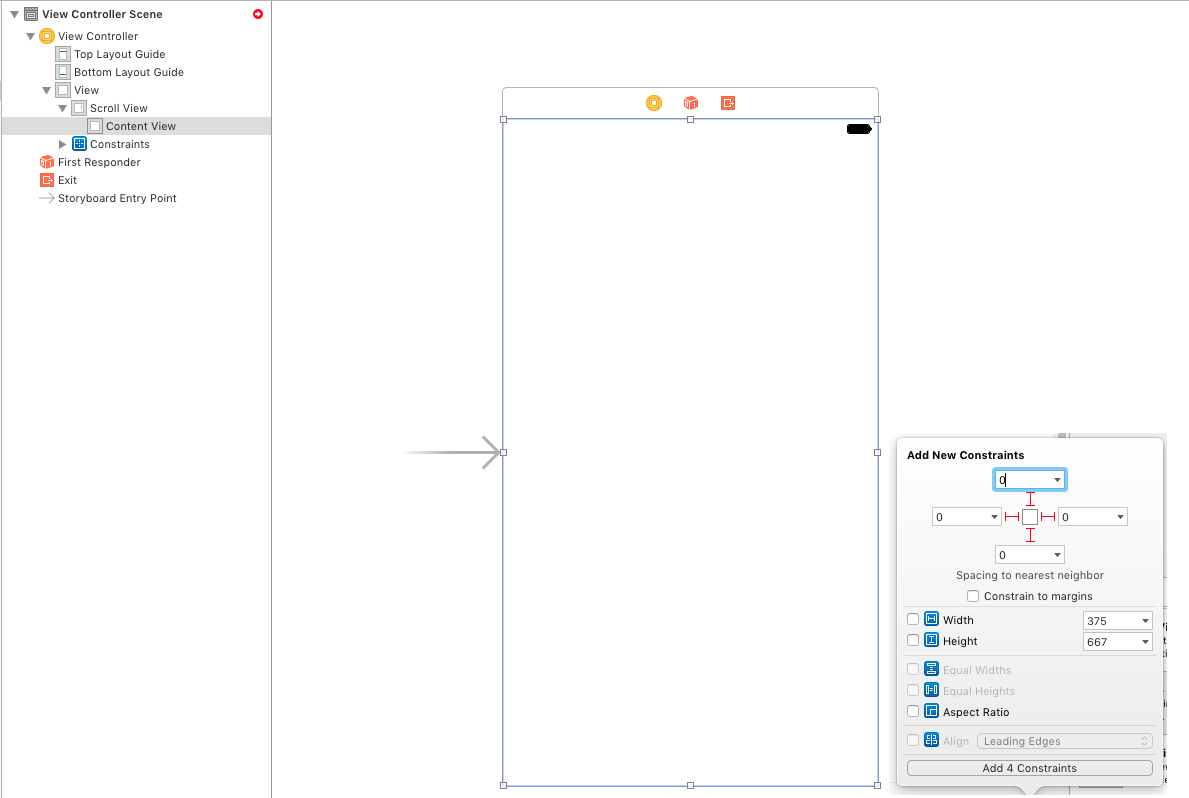 View Controller Scene
View Controller
Top Layout Guide
Bottom Layout Guide
View
Scroll View
Content View
Constraints
First Responder
Exit
Storyboard Entry Point
Add New Constraints
0
0
0
0
Spacing to nearest neighbor
Constrain to margins
Width 375
Height 667
Equal Widths
Equal Heights
Aspect Ratio
Align Leading Edges
Add 4 Constraints